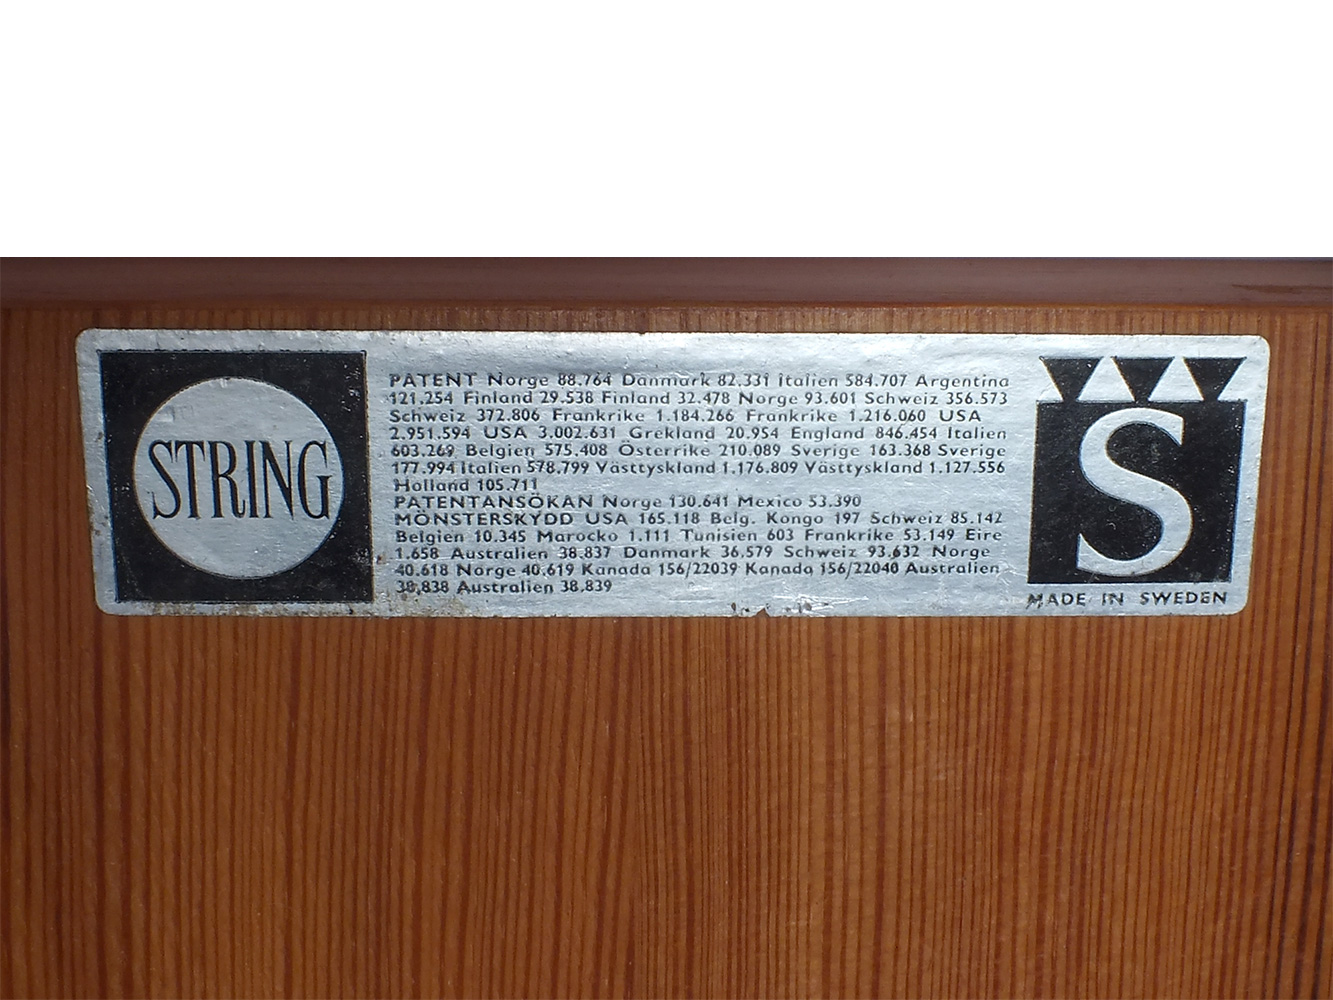 STRING
PATENT Norge 88.764 Danmark 82.331 Italien 584.707 Argentina
121.254 Finland 29.538 Finland 32.478 Norge 93.601 Schweiz 356.573
Schweiz 372.806 Frankrike 1.184.266 Frankrike 1.216.060 USA
2.951.594 USA 3.002.631 Grekland 20.954 England 846.454 Italien
603.269 Belgien 575.408 Österrike 210.089 Sverige 163.368 Sverige
177.994 Italien 578.799 Västtyskland 1.176.809 Västtyskland 1.127.556
Holland 105.711
PATENTANSÖKAN Norge 130.641 Mexico 53.390
MÖNSTERSKYDD USA 165.118 Belg. Kongo 197 Schweiz 85.142
Belgien 10.345 Marocko 1.111 Tunisien 603 Frankrike 53.149 Eire
1.658 Australien 38.837 Danmark 36.579 Schweiz 93.632 Norge
40.618 Norge 40.619 Kanada 156/22039 Kanada 156/22040 Australien
38.838 Australien 38.839
S
MADE IN SWEDEN